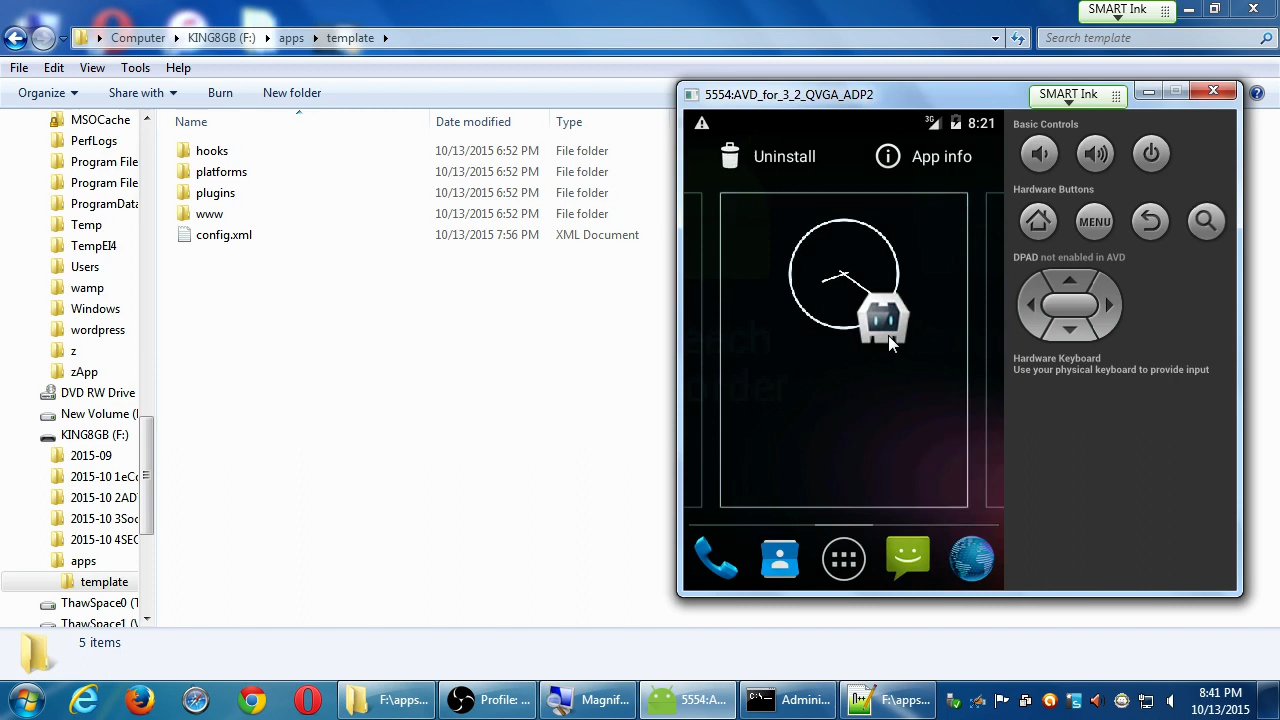 SMART Ink
Computer KING8GB (F:) apps template
Search template
File Edit View Tools Help
Organize Share with Burn New folder
MSOCache
PerfLogs
Program File
Program File
ProgramData
Temp
TempEI4
Users
wamp
Windows
wordpress
z
zApp
DVD RW Drive
New Volume (
KING8GB (F:)
2015-09
2015-10 1eCo
2015-10 2AD
2015-10 3Soc
2015-10 4SEC
apps
template
ThawSpace0 (T
ThawSpace1 (
Name Date modified Type
hooks 10/13/2015 6:52 PM File folder
platforms 10/13/2015 6:52 PM File folder
plugins 10/13/2015 6:52 PM File folder
www 10/13/2015 6:52 PM File folder
config.xml 10/13/2015 7:56 PM XML Document
5 items
5554:AVD_for_3_2_QVGA_ADP2
SMART Ink
3G 8:21
Uninstall App info
Basic Controls
Hardware Buttons
MENU
DPAD not enabled in AVD
Hardware Keyboard
Use your physical keyboard to provide input
F:\apps...
Profile: ...
Magnif...
5554:A...
Admini...
F:\apps...
8:41 PM
10/13/2015